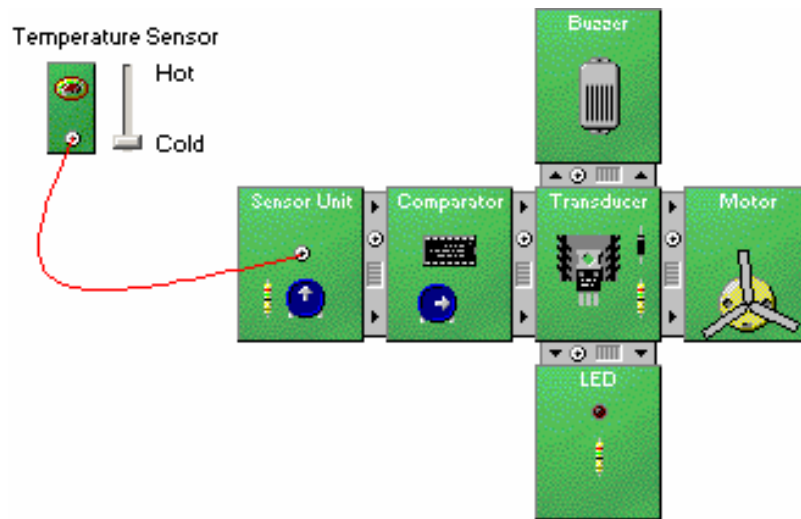 Buzzer
Temperature Sensor
Hot
Cold
Sensor Unit
Comparator
Transducer
Motor
LED